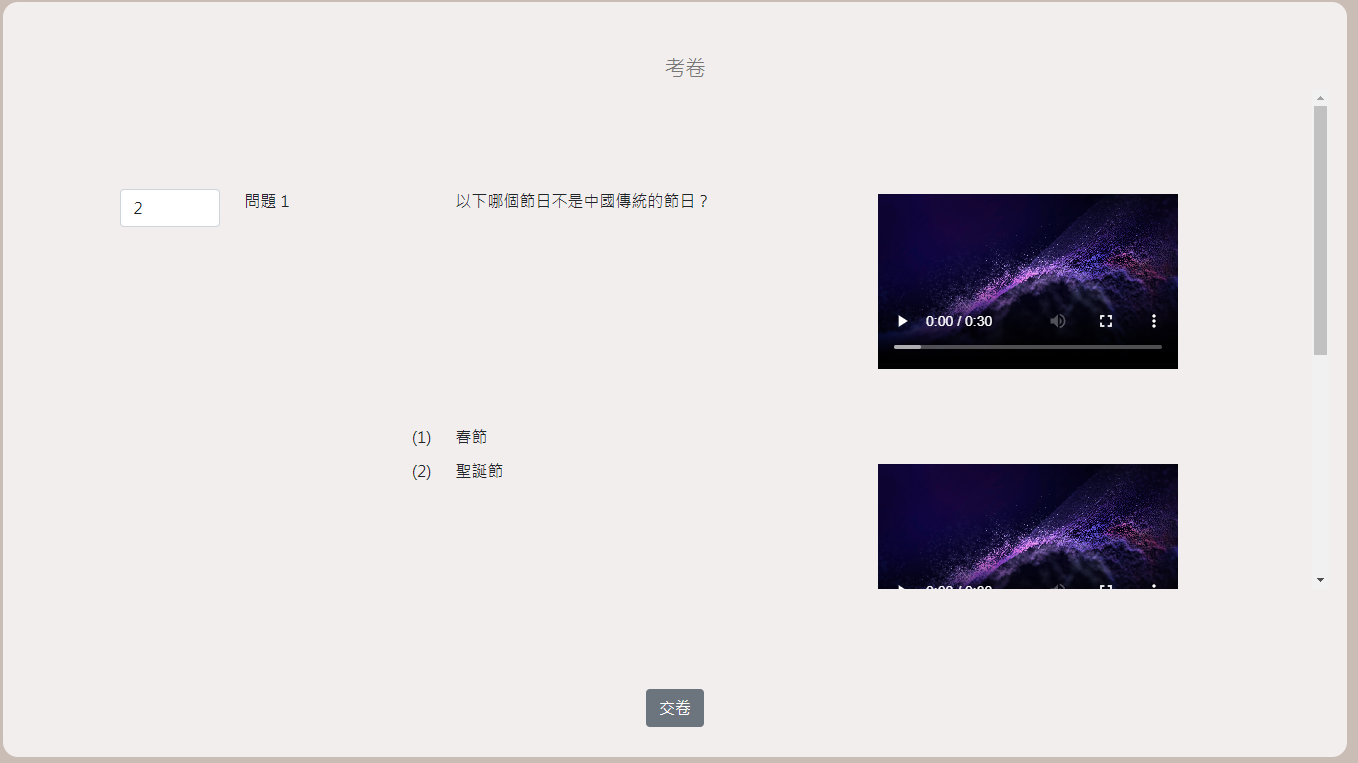 考卷
2 問題 1 以下哪個節日不是中國傳統的節日？
0:00 / 0:30
(1) 春節
(2) 聖誕節
交卷